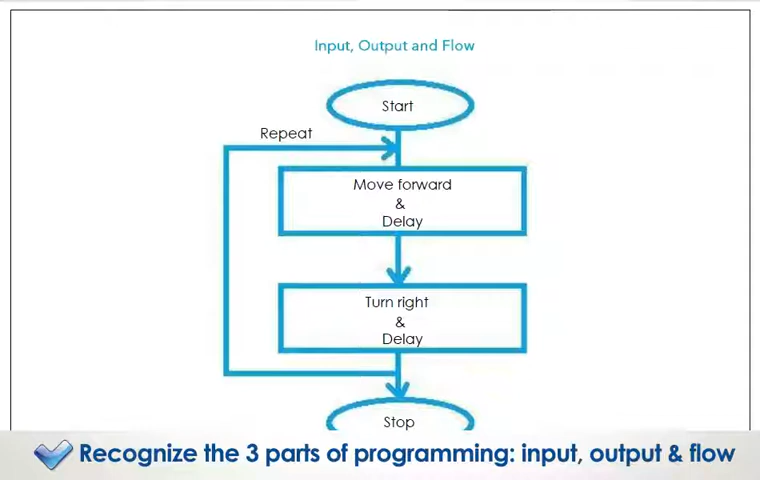 Input, Output and Flow
Start
Repeat
Move forward
&
Delay
Turn right
&
Delay
Stop
Recognize the 3 parts of programming: input, output & flow